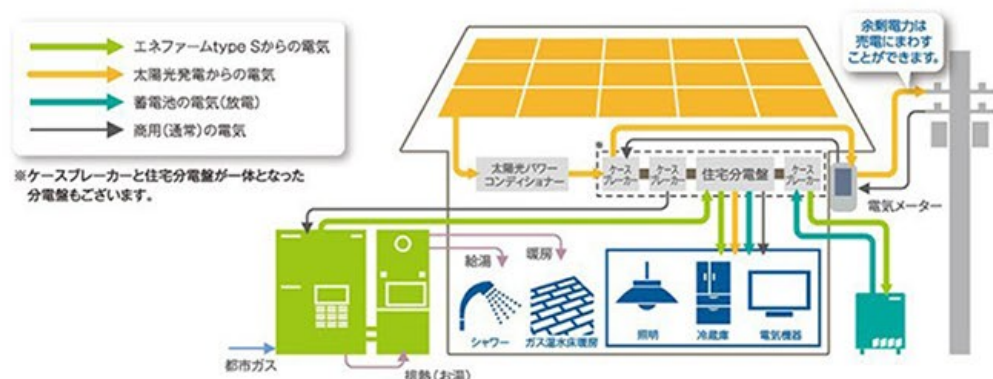 エネファームtype Sからの電気
太陽光発電からの電気
蓄電池の電気(放電)
商用(通常)の電気
※ケースブレーカーと住宅分電盤が一体となった
分電盤もございます。
余剰電力は
売電にまわす
ことができます。
太陽光パワー
コンディショナー
※
ケース
ブレーカー
ケース
ブレーカー
住宅分電盤
ケース
ブレーカー
電気メーター
給湯
暖房
シャワー
ガス温水床暖房
照明
冷蔵庫
電気機器
都市ガス
排熱(お湯)